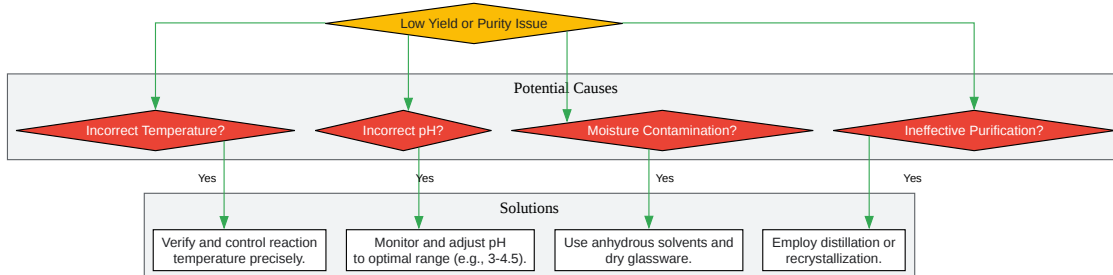 Low Yield or Purity Issue
Potential Causes
Incorrect Temperature?
Incorrect pH?
Moisture Contamination?
Ineffective Purification?
Yes
Yes
Yes
Yes
Solutions
Verify and control reaction
temperature precisely.
Monitor and adjust pH
to optimal range (e.g., 3-4.5).
Use anhydrous solvents and
dry glassware.
Employ distillation or
recrystallization.